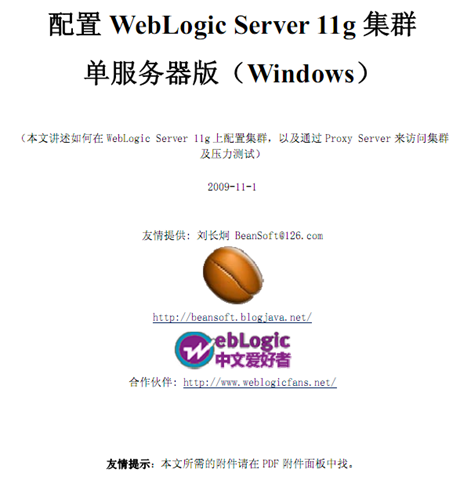 配置 WebLogic Server 11g 集群
单服务器版（Windows）
（本文讲述如何在 WebLogic Server 11g 上配置集群，以及通过 Proxy Server 来访问集群
及压力测试）
2009-11-1
友情提供: 刘长炯 BeanSoft@126.com
http://beansoft.blogjava.net/
WebLogic
中文爱好者
合作伙伴: http://www.weblogicfans.net/
友情提示：本文所需的附件请在 PDF 附件面板中找。